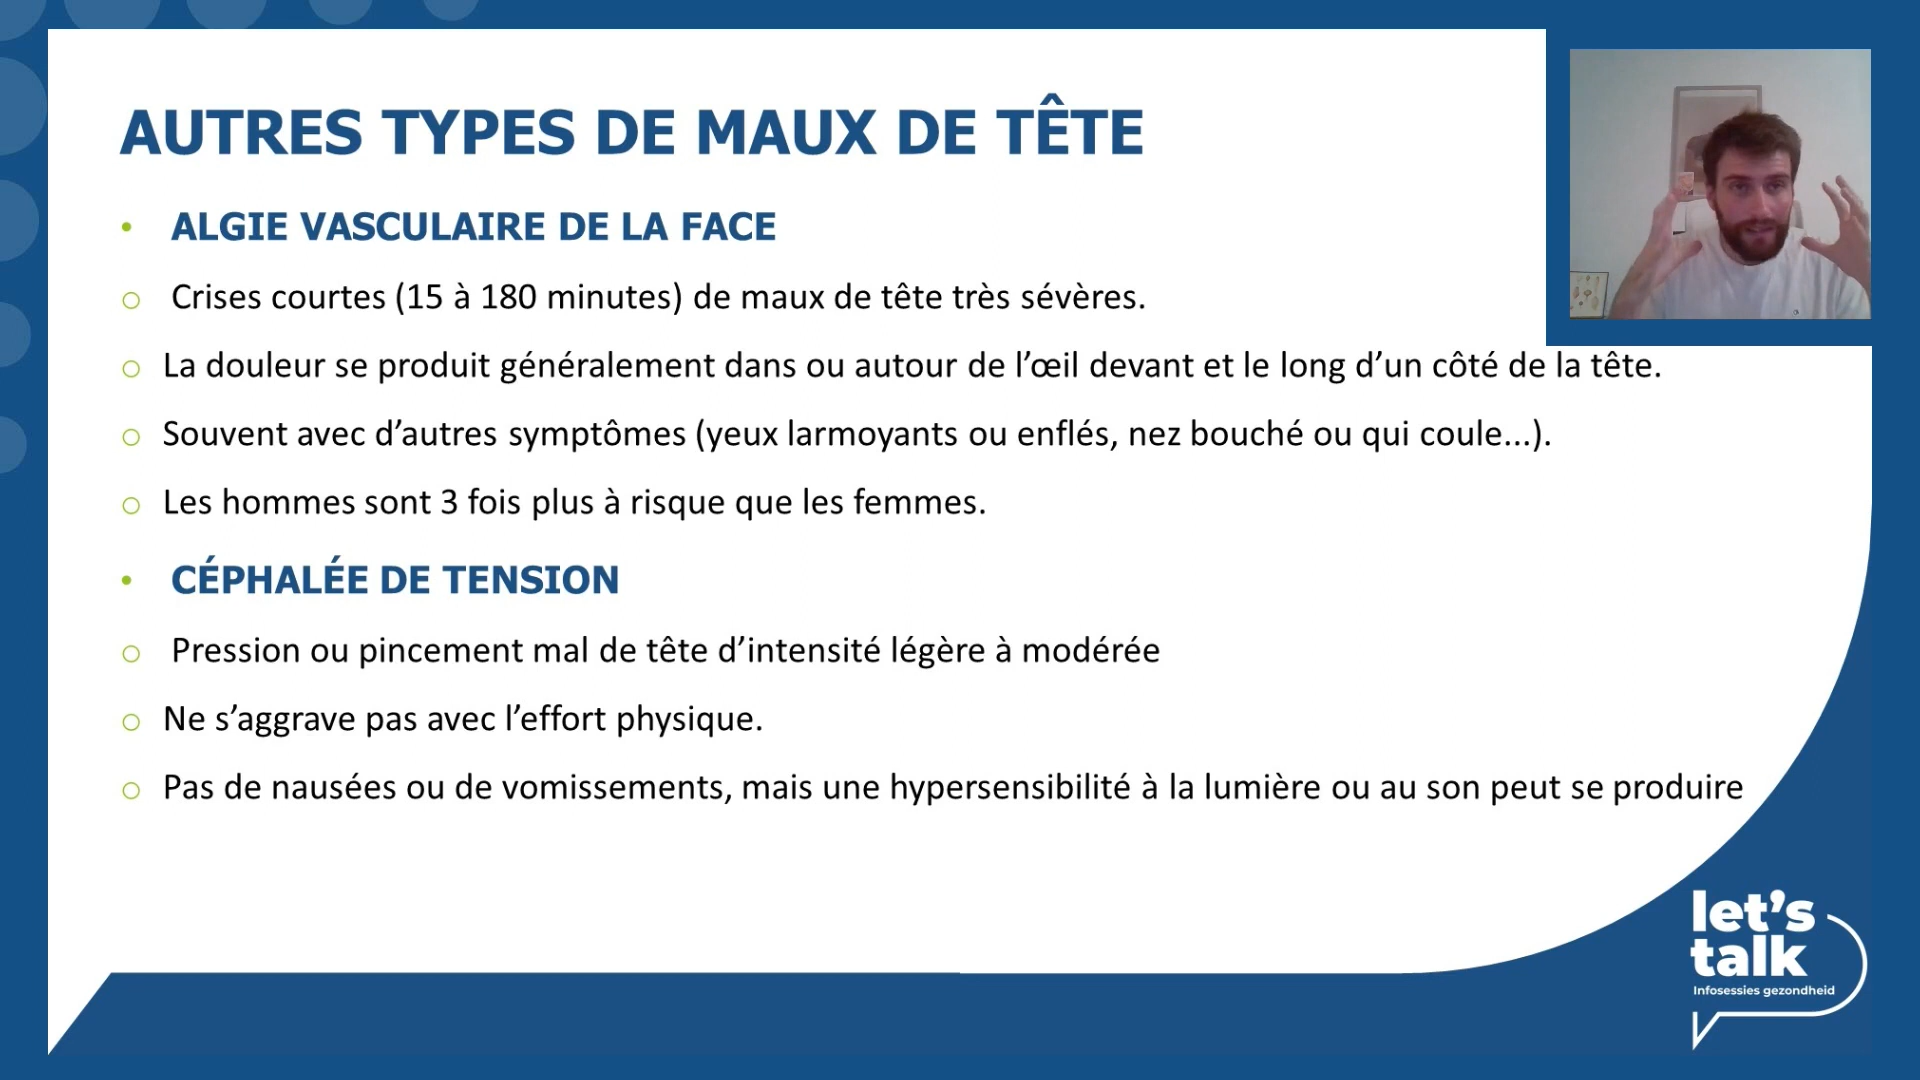 AUTRES TYPES DE MAUX DE TÊTE
• ALGIE VASCULAIRE DE LA FACE
o Crises courtes (15 à 180 minutes) de maux de tête très sévères.
o La douleur se produit généralement dans ou autour de l’œil devant et le long d’un côté de la tête.
o Souvent avec d’autres symptômes (yeux larmoyants ou enflés, nez bouché ou qui coule...).
o Les hommes sont 3 fois plus à risque que les femmes.
• CÉPHALÉE DE TENSION
o Pression ou pincement mal de tête d’intensité légère à modérée
o Ne s’aggrave pas avec l’effort physique.
o Pas de nausées ou de vomissements, mais une hypersensibilité à la lumière ou au son peut se produire
let’s
talk
Infosessies gezondheid